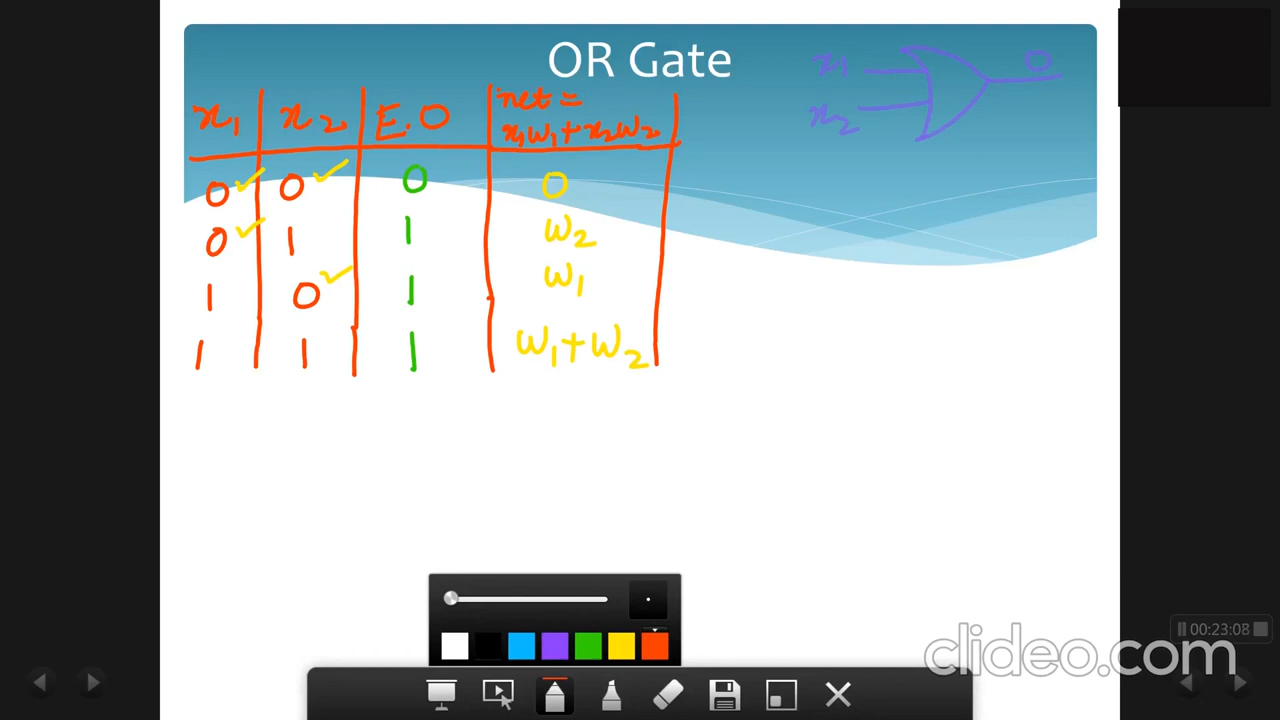 OR Gate
x1
x2
0
x1 x2 E.O net = x1w1+x2w2
0 0 0 0
0 1 1 w2
1 0 1 w1
1 1 1 w1+w2
00:23:08
clideo.com